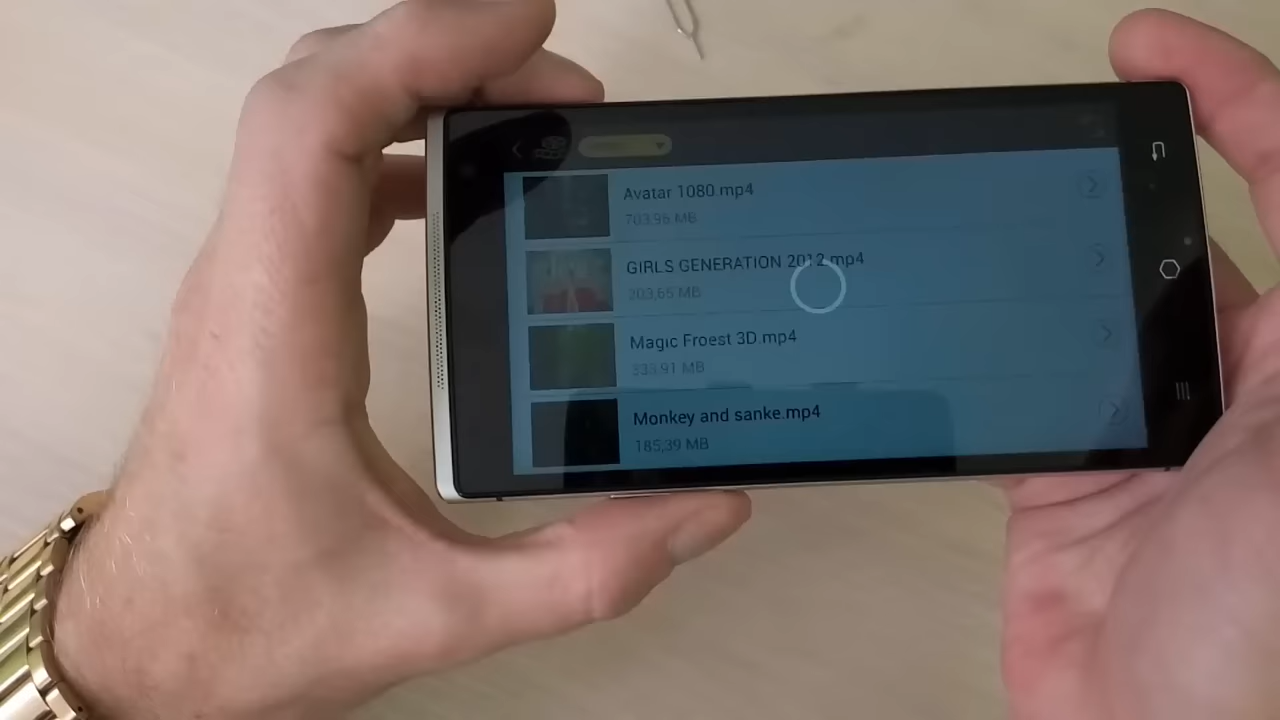 Avatar 1080.mp4
703,96 MB
GIRLS GENERATION 2012.mp4
203,65 MB
Magic Froest 3D.mp4
333,91 MB
Monkey and sanke.mp4
185,39 MB